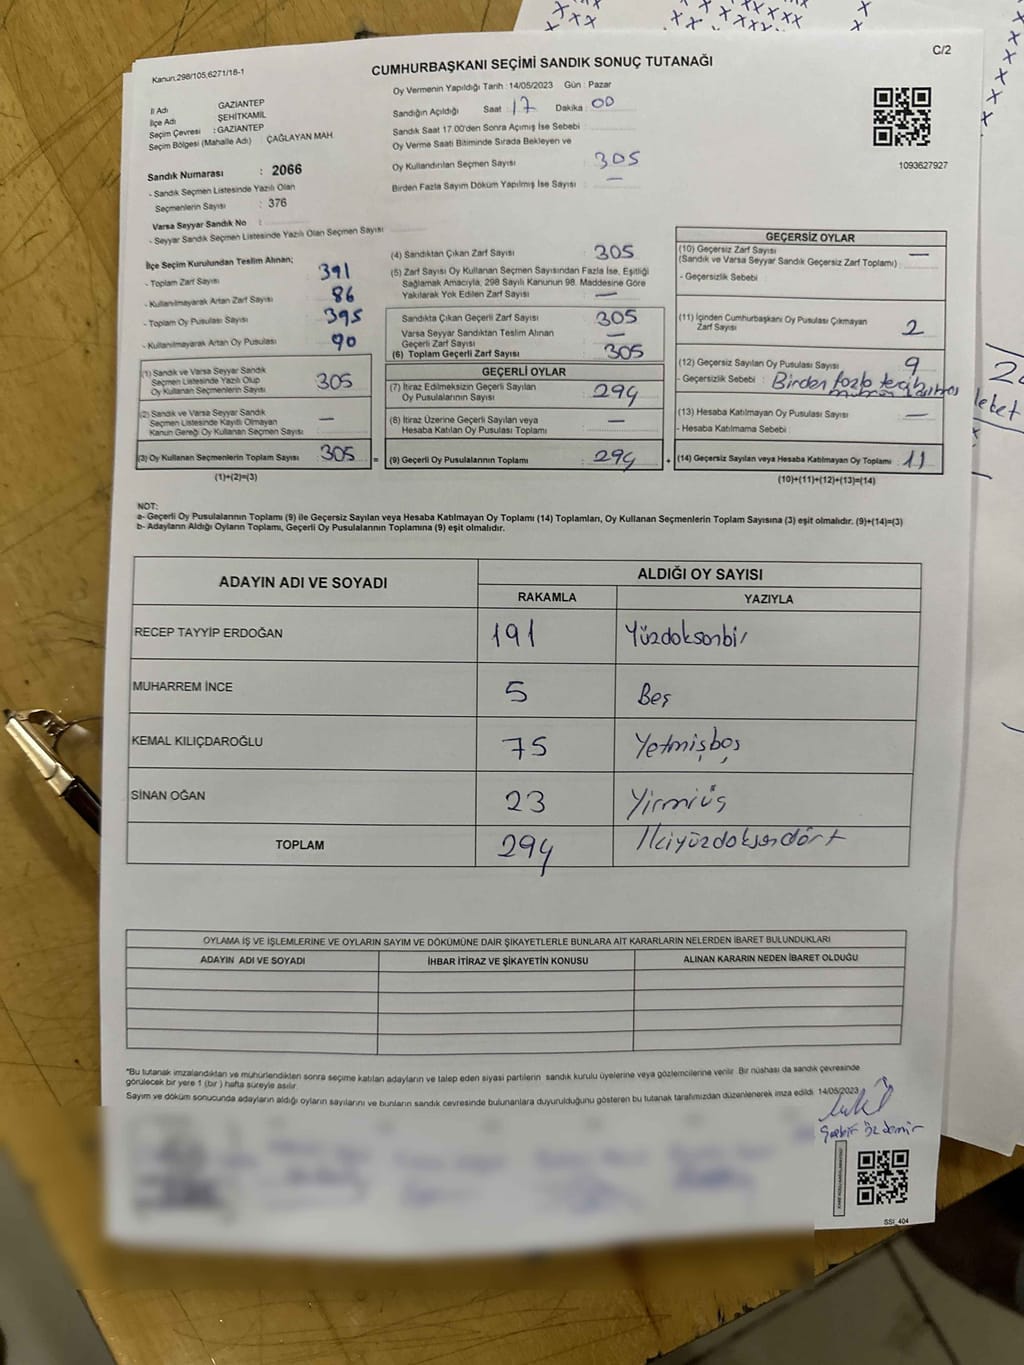 Kanun:298/105,6271/16-1
C/2
CUMHURBAŞKANI SEÇİMİ SANDIK SONUÇ TUTANAĞI
İl Adı GAZİANTEP
İlçe Adı ŞEHİTKAMİL
Seçim Çevresi : GAZİANTEP
Seçim Bölgesi (Mahalle Adı) : ÇAĞLAYAN MAH.
Sandık Numarası : 2066
- Sandık Seçmen Listesinde Yazılı Olan
Seçmenlerin Sayısı : 376
Varsa Seyyar Sandık No :
- Seyyar Sandık Seçmen Listesinde Yazılı Olan Seçmen Sayısı :
Oy Vermenin Yapıldığı Tarih :14/05/2023 Gün : Pazar
Sandığın Açıldığı Saat : 17 Dakika : 00
Sandık Saat 17.00'den Sonra Açımış İse Sebebi :
Oy Verme Saati Bitiminde Sırada Bekleyen ve
Oy Kullandırılan Seçmen Sayısı : 305
Birden Fazla Sayım Döküm Yapılmış İse Sayısı : —
1093627927
İlçe Seçim Kurulundan Teslim Alınan;
- Toplam Zarf Sayısı : 391
- Kullanılmayarak Artan Zarf Sayısı : 86
- Toplam Oy Pusulası Sayısı : 395
- Kullanılmayarak Artan Oy Pusulası : 90
(1) Sandık ve Varsa Seyyar Sandık
Seçmen Listesinde Yazılı Olup
Oy Kullanan Seçmenlerin Sayısı : 305
(2) Sandık ve Varsa Seyyar Sandık
Seçmen Listesinde Kayıtlı Olmayan
Kanun Gereği Oy Kullanan Seçmen Sayısı : —
(3) Oy Kullanan Seçmenlerin Toplam Sayısı : 305 =
(1)+(2)=(3)
(4) Sandıktan Çıkan Zarf Sayısı : 305
(5) Zarf Sayısı Oy Kullanan Seçmen Sayısından Fazla İse, Eşitliği
Sağlamak Amacıyla, 298 Sayılı Kanunun 98. Maddesine Göre
Yakılarak Yok Edilen Zarf Sayısı : —
Sandıkta Çıkan Geçerli Zarf Sayısı : 305
Varsa Seyyar Sandıktan Teslim Alınan
Geçerli Zarf Sayısı : —
(6) Toplam Geçerli Zarf Sayısı : 305
GEÇERLİ OYLAR
(7) İtiraz Edilmeksizin Geçerli Sayılan
Oy Pusulalarının Sayısı : 294
(8) İtiraz Üzerine Geçerli Sayılan veya
Hesaba Katılan Oy Pusulası Toplamı : —
(9) Geçerli Oy Pusulalarının Toplamı : 294 +
GEÇERSİZ OYLAR
(10) Geçersiz Zarf Sayısı
(Sandık ve Varsa Seyyar Sandık Geçersiz Zarf Toplamı) : —
- Geçersizlik Sebebi :
(11) İçinden Cumhurbaşkanı Oy Pusulası Çıkmayan
Zarf Sayısı : 2
(12) Geçersiz Sayılan Oy Pusulası Sayısı : 9
- Geçersizlik Sebebi : Birden fazla tercih
(13) Hesaba Katılmayan Oy Pusulası Sayısı : —
- Hesaba Katılmama Sebebi :
(14) Geçersiz Sayılan veya Hesaba Katılmayan Oy Toplamı : 11
(10)+(11)+(12)+(13)=(14)
NOT:
a- Geçerli Oy Pusulalarının Toplamı (9) ile Geçersiz Sayılan veya Hesaba Katılmayan Oy Toplamı (14) Toplamları, Oy Kullanan Seçmenlerin Toplam Sayısına (3) eşit olmalıdır. (9)+(14)=(3)
b- Adayların Aldığı Oyların Toplamı, Geçerli Oy Pusulalarının Toplamına (9) eşit olmalıdır.
ADAYIN ADI VE SOYADI ALDIĞI OY SAYISI
RAKAMLA YAZIYLA
RECEP TAYYİP ERDOĞAN 191 Yüzdoksanbir
MUHARREM İNCE 5 Beş
KEMAL KILIÇDAROĞLU 75 Yetmişbeş
SİNAN OĞAN 23 Yirmiüç
TOPLAM 294 İkiyüzdoksandört
OYLAMA İŞ VE İŞLEMLERİNE VE OYLARIN SAYIM VE DÖKÜMÜNE DAİR ŞİKAYETLERLE BUNLARA AİT KARARLARIN NELERDEN İBARET BULUNDUKLARI
ADAYIN ADI VE SOYADI İHBAR İTİRAZ VE ŞİKAYETİN KONUSU ALINAN KARARIN NEDEN İBARET OLDUĞU
*Bu tutanak imzalandıktan ve mühürlendikten sonra seçime katılan adayların ve talep eden siyasi partilerin sandık kurulu üyelerine veya gözlemcilerine verilir. Bir nüshası da sandık çevresinde
görülecek bir yere 1 (bir) hafta süreyle asılır.
Sayım ve döküm sonucunda adayların aldığı oyların sayılarını ve bunların sandık çevresinde bulunanlara duyurulduğunu gösteren bu tutanak tarafımızdan düzenlenerek imza edildi. 14/05/2023
Özdemir
SSİ_404